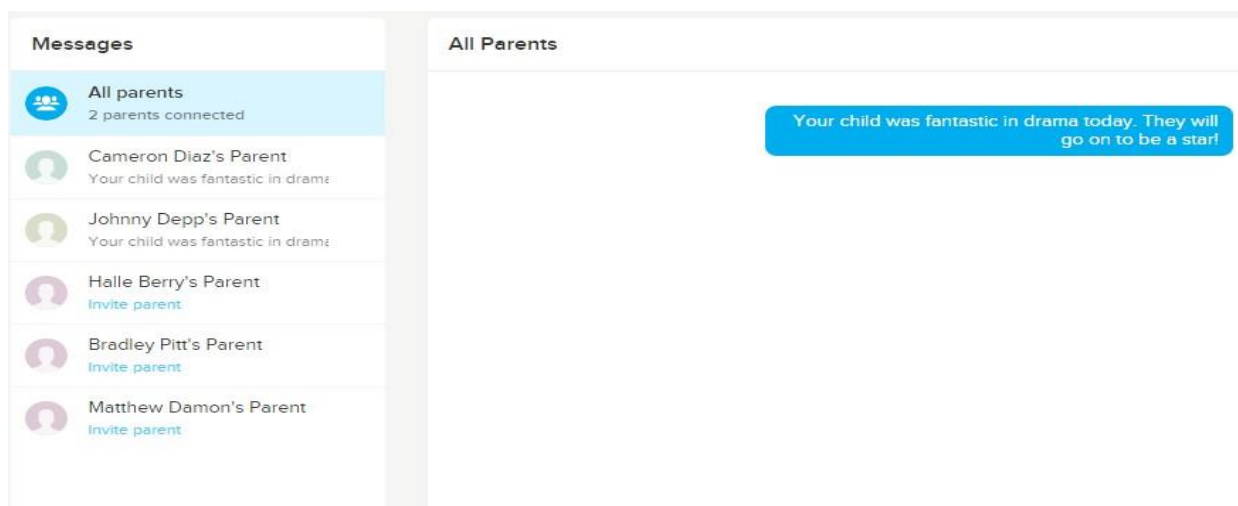 Messages
All parents
2 parents connected
Cameron Diaz's Parent
Your child was fantastic in drama
Johnny Depp's Parent
Your child was fantastic in drama
Halle Berry's Parent
Invite parent
Bradley Pitt's Parent
Invite parent
Matthew Damon's Parent
Invite parent
All Parents
Your child was fantastic in drama today. They will
go on to be a star!